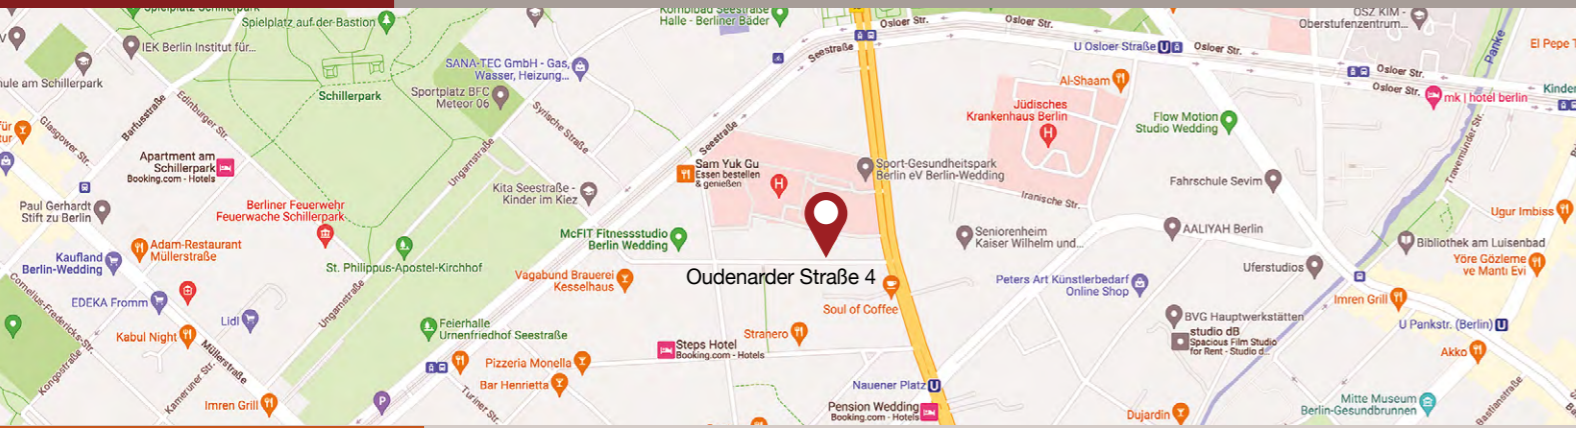 Spielplatz Schillerpark
Spielplatz auf der Bastion
IEK Berlin Institut für...
Schillerpark
SANA-TEC GmbH - Gas,
Wasser, Heizung...
Sportplatz BFC
Meteor 06
Kombibad Seestraße
Halle - Berliner Bäder
Osloer Str.
Osloer Str.
Seestraße
U Osloer Straße
U
Osloer Str.
OSZ KIM -
Oberstufenzentrum...
Panke
El Pepe
Osloer Str.
Osloer Str.
mk | hotel berlin
Kinder
Al-Shaam
Jüdisches
Krankenhaus Berlin
H
Flow Motion
Studio Wedding
Travemünder Str.
Barfusstraße
Edinburger Str.
Glasgower Str.
Syrische Straße
Ungarnstraße
Seestraße
Apartment am
Schillerpark
Booking.com - Hotels
Sam Yuk Gu
Essen bestellen
& genießen
H
Sport-Gesundheitspark
Berlin eV Berlin-Wedding
Iranische Str.
Fahrschule Sevim
Paul Gerhardt
Stift zu Berlin
Berliner Feuerwehr
Feuerwache Schillerpark
Kita Seestraße -
Kinder im Kiez
Ugur Imbiss
AALIYAH Berlin
Seniorenheim
Kaiser Wilhelm und...
Bibliothek am Luisenbad
McFIT Fitnessstudio
Berlin Wedding
Adam-Restaurant
Müllerstraße
Kaufland
Berlin-Wedding
St. Philippus-Apostel-Kirchhof
Vagabund Brauerei
Kesselhaus
Oudenarder Straße 4
Uferstudios
Yöre Gözleme
ve Mantı Evi
Peters Art Künstlerbedarf
Online Shop
Imren Grill
Cornelius-Fredericks-Str.
EDEKA Fromm
Lidl
Ungarnstraße
Soul of Coffee
Feierhalle
Urnenfriedhof Seestraße
Stranero
BVG Hauptwerkstätten
U Pankstr. (Berlin)
U
Kabul Night
Müllerstraße
studio dB
Spacious Film Studio
for Rent - Studio d...
Akko
Steps Hotel
Booking.com - Hotels
Pizzeria Monella
Kongostraße
Kameruner Str.
Bar Henrietta
Nauener Platz
U
Turiner Str.
Bastianstraße
Imren Grill
P
Pension Wedding
Booking.com - Hotels
Dujardin
Mitte Museum
Berlin-Gesundbrunnen